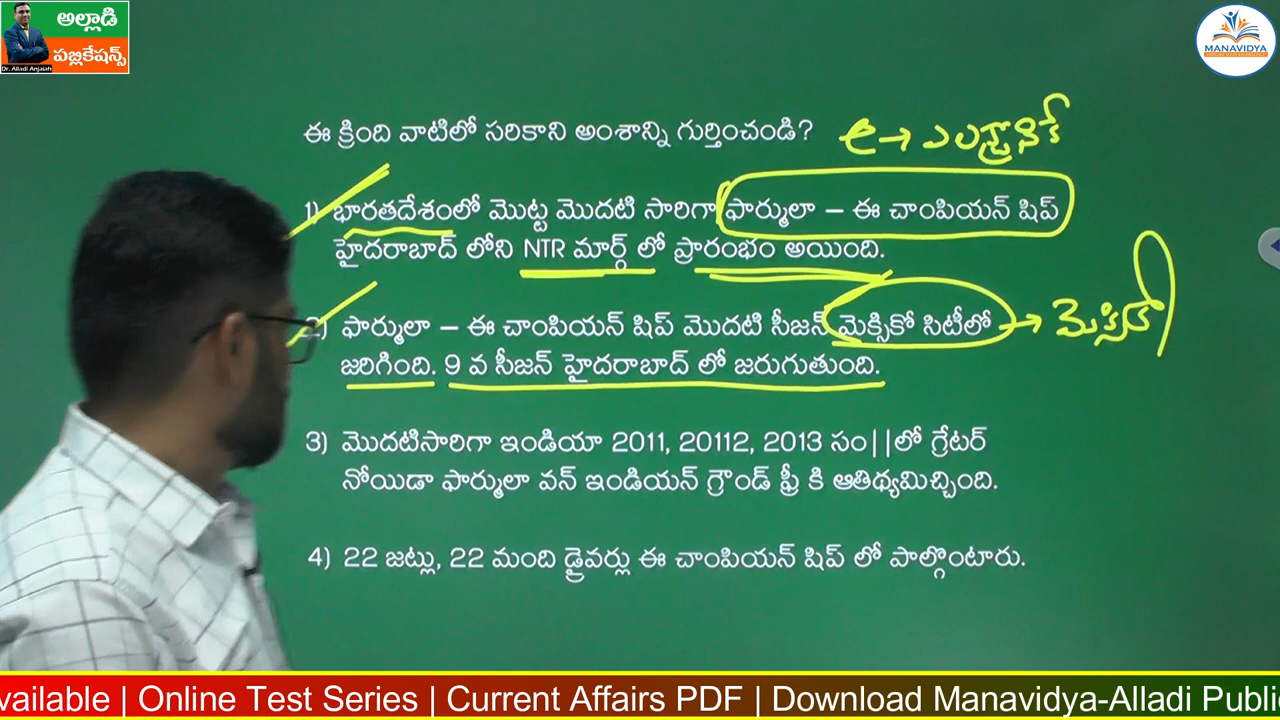 అల్లాడి
పబ్లికేషన్స్
Dr. Alladi Anjaiah
MANAVIDYA
ఈ క్రింది వాటిలో సరికాని అంశాన్ని గుర్తించండి?
1) భారతదేశంలో మొట్ట మొదటి సారిగా ఫార్ములా – ఈ చాంపియన్ షిప్
హైదరాబాద్ లోని NTR మార్గ్ లో ప్రారంభం అయింది.
2) ఫార్ములా – ఈ చాంపియన్ షిప్ మొదటి సీజన్ మెక్సికో సిటీలో
జరిగింది. 9 వ సీజన్ హైదరాబాద్ లో జరుగుతుంది.
3) మొదటిసారిగా ఇండియా 2011, 20112, 2013 సం||లో గ్రేటర్
నోయిడా ఫార్ములా వన్ ఇండియన్ గ్రౌండ్ ఫ్రీ కి ఆతిథ్యమిచ్చింది.
4) 22 జట్లు, 22 మంది డ్రైవర్లు ఈ చాంపియన్ షిప్ లో పాల్గొంటారు.
vailable | Online Test Series | Current Affairs PDF | Download Manavidya-Alladi Public